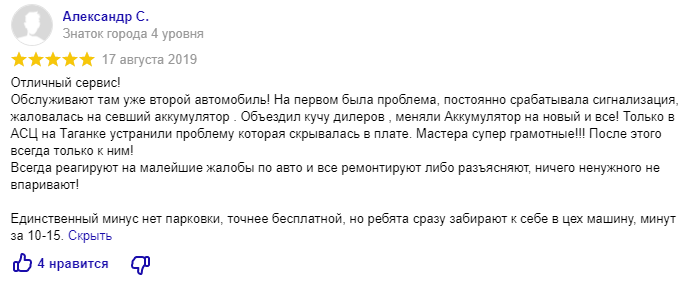 Александр С.
Знаток города 4 уровня
17 августа 2019
Отличный сервис!
Обслуживают там уже второй автомобиль! На первом была проблема, постоянно срабатывала сигнализация,
жаловалась на севший аккумулятор . Объездил кучу дилеров , меняли Аккумулятор на новый и все! Только в
АСЦ на Таганке устранили проблему которая скрывалась в плате. Мастера супер грамотные!!! После этого
всегда только к ним!
Всегда реагируют на малейшие жалобы по авто и все ремонтируют либо разъясняют, ничего ненужного не
впаривают!
Единственный минус нет парковки, точнее бесплатной, но ребята сразу забирают к себе в цех машину, минут
за 10-15. Скрыть
4 нравится